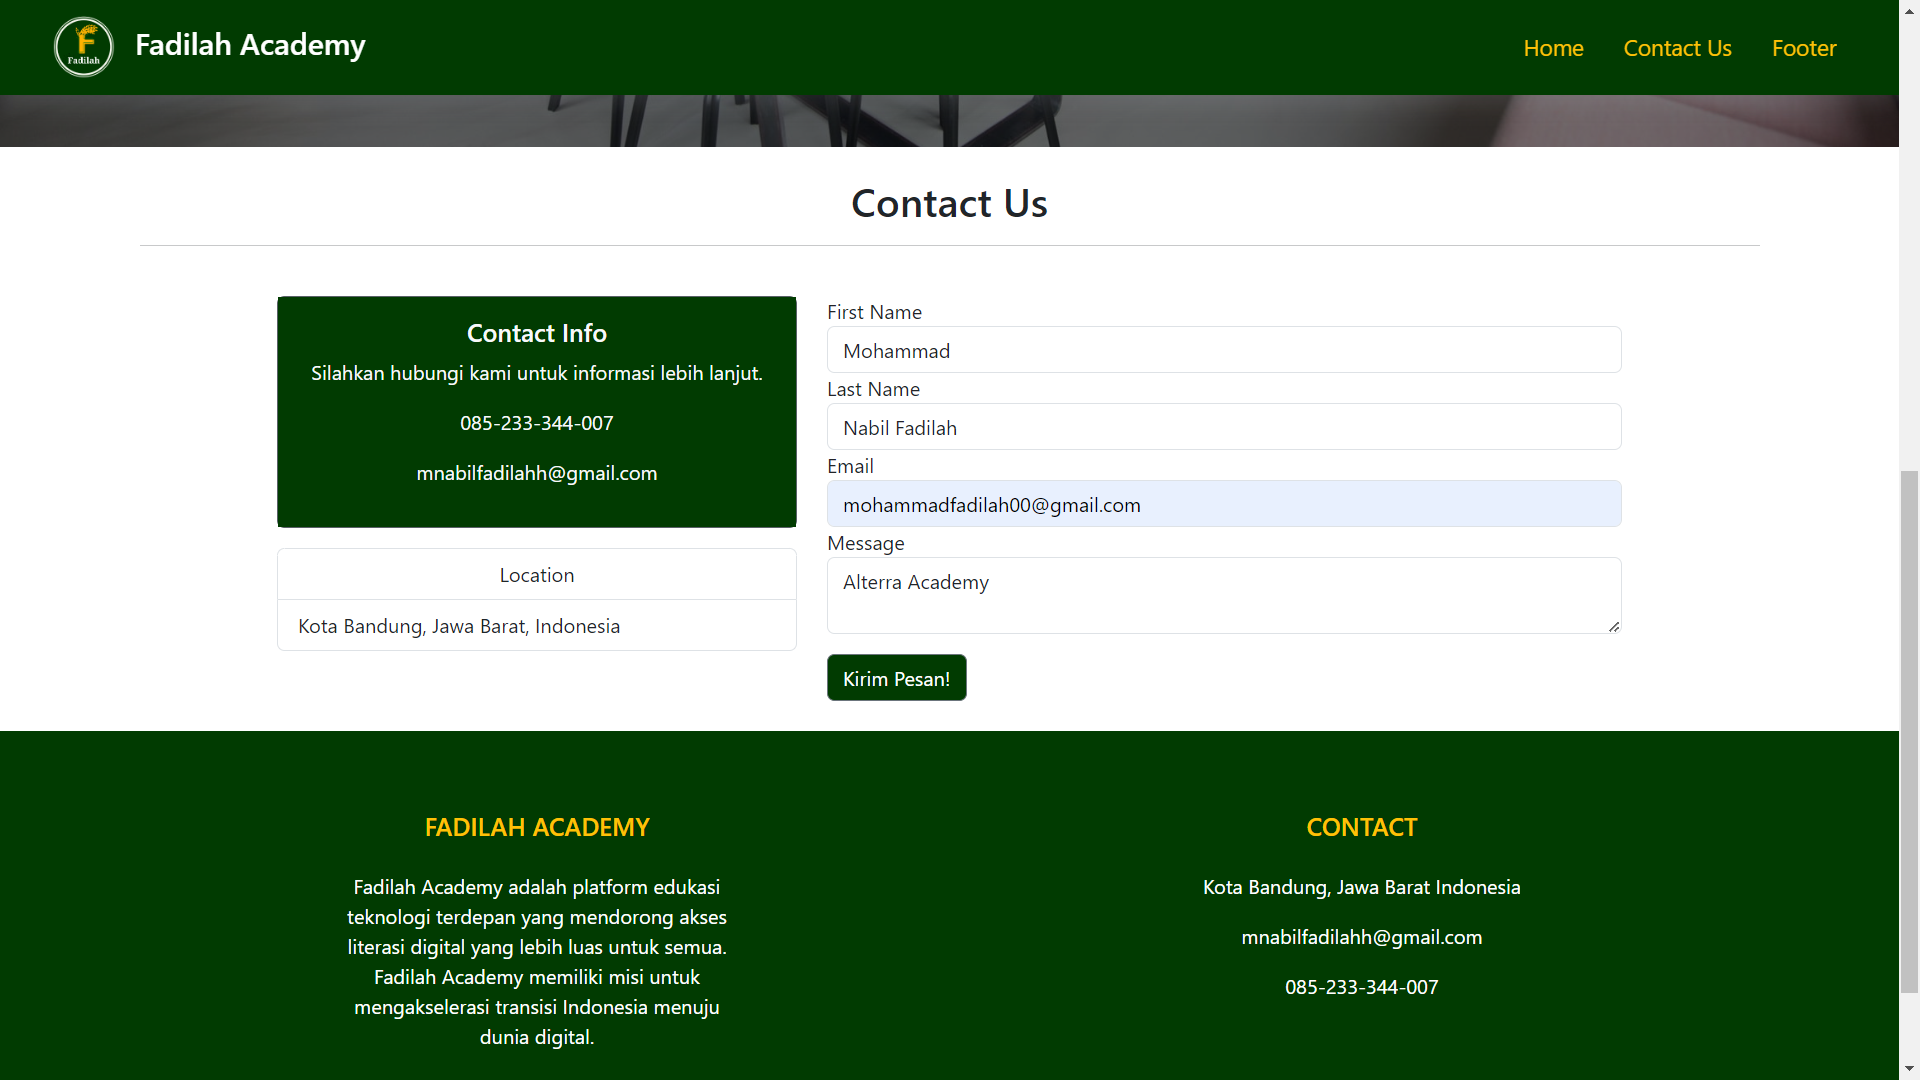 Fadilah
Fadilah Academy
Home
Contact Us
Footer
Contact Us
Contact Info
Silahkan hubungi kami untuk informasi lebih lanjut.
085-233-344-007
mnabilfadilahh@gmail.com
Location
Kota Bandung, Jawa Barat, Indonesia
First Name
Mohammad
Last Name
Nabil Fadilah
Email
mohammadfadilah00@gmail.com
Message
Alterra Academy
Kirim Pesan!
FADILAH ACADEMY
Fadilah Academy adalah platform edukasi
teknologi terdepan yang mendorong akses
literasi digital yang lebih luas untuk semua.
Fadilah Academy memiliki misi untuk
mengakselerasi transisi Indonesia menuju
dunia digital.
CONTACT
Kota Bandung, Jawa Barat Indonesia
mnabilfadilahh@gmail.com
085-233-344-007